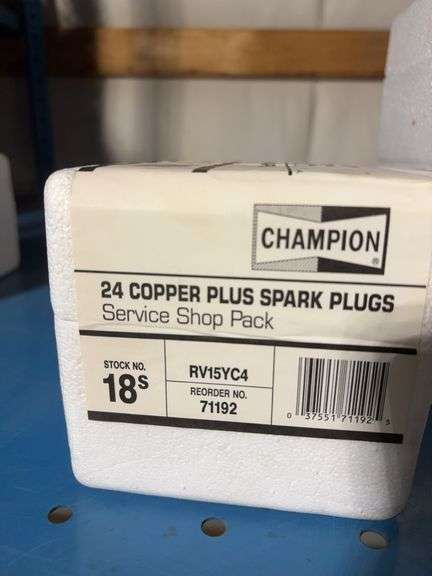 CHAMPION
®
24 COPPER PLUS SPARK PLUGS
Service Shop Pack
STOCK NO.
18S
RV15YC4
REORDER NO.
71192
0 37551 71192 5